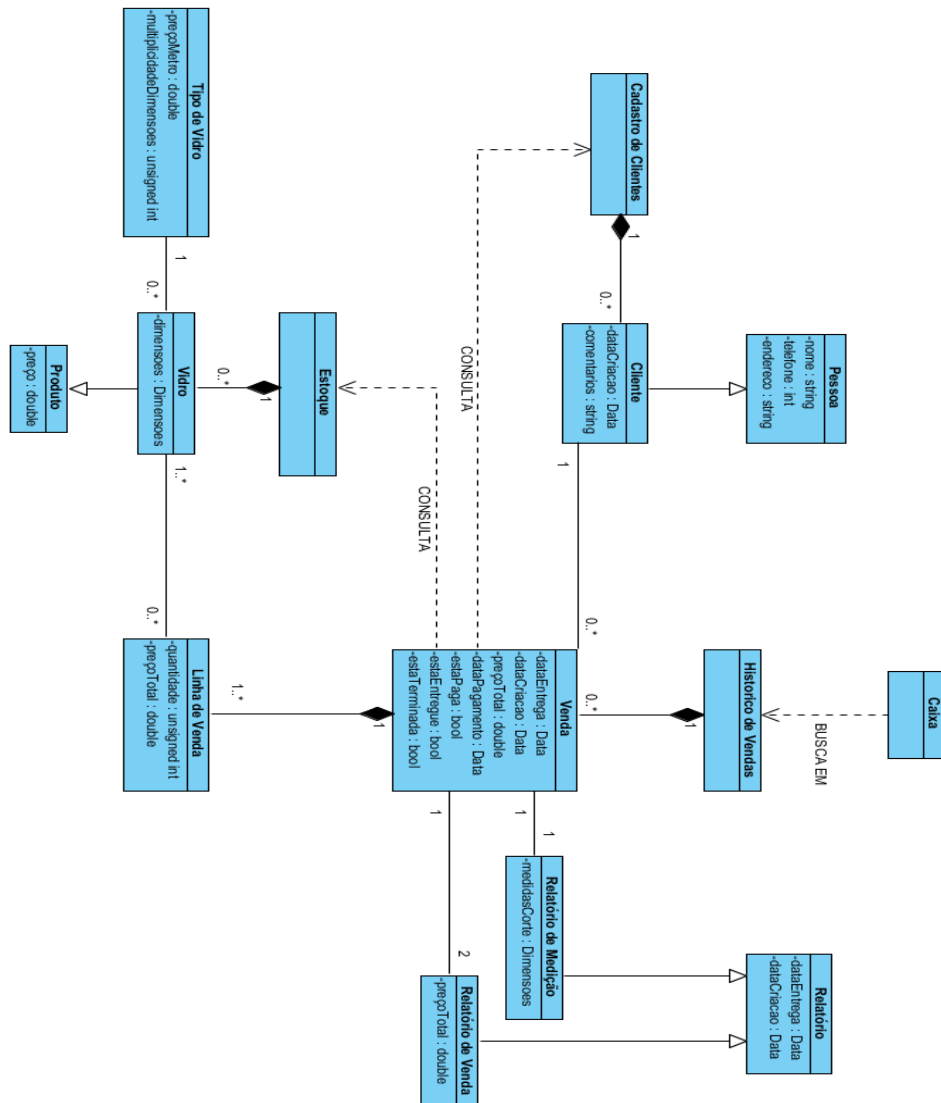 Caixa
BUSCA EM
Pessoa
-nome : string
-telefone : int
-endereco : string
Historico de Vendas
1
Relatório
-dataEntrega : Data
-dataCriacao : Data
Cadastro de Clientes
1
0..*
Cliente
-dataCriacao : Data
-comentarios : string
1
0..*
0..*
Venda
-dataEntrega : Data
-dataCriacao : Data
-preçoTotal : double
-dataPagamento : Data
-estaPaga : bool
-estaEntregue : bool
-estaTerminada : bool
1
1
Relatório de Medição
-medidasCorte : Dimensoes
1
2
Relatório de Venda
-preçoTotal : double
CONSULTA
CONSULTA
Estoque
1
0..*
1
1..*
Tipo de Vidro
-preçoMetro : double
-multiplicidadeDimensoes : unsigned int
1
0..*
Vidro
-dimensoes : Dimensoes
1..*
0..*
Linha de Venda
-quantidade : unsigned int
-preçoTotal : double
Produto
-preço : double